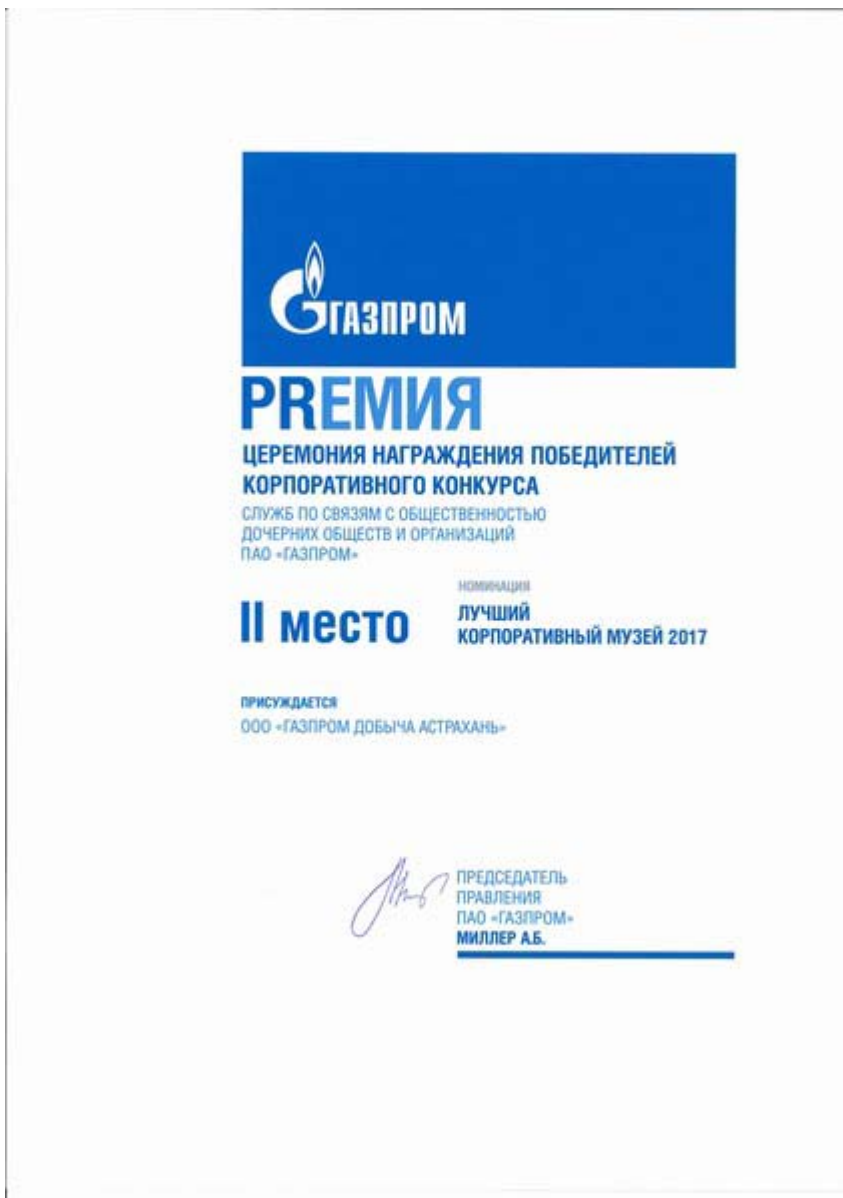 ГАЗПРОМ
PRЕМИЯ
ЦЕРЕМОНИЯ НАГРАЖДЕНИЯ ПОБЕДИТЕЛЕЙ
КОРПОРАТИВНОГО КОНКУРСА
СЛУЖБ ПО СВЯЗЯМ С ОБЩЕСТВЕННОСТЬЮ
ДОЧЕРНИХ ОБЩЕСТВ И ОРГАНИЗАЦИЙ
ПАО «ГАЗПРОМ»
II место
НОМИНАЦИЯ
ЛУЧШИЙ
КОРПОРАТИВНЫЙ МУЗЕЙ 2017
ПРИСУЖДАЕТСЯ
ООО «ГАЗПРОМ ДОБЫЧА АСТРАХАНЬ»
ПРЕДСЕДАТЕЛЬ
ПРАВЛЕНИЯ
ПАО «ГАЗПРОМ»
МИЛЛЕР А.Б.